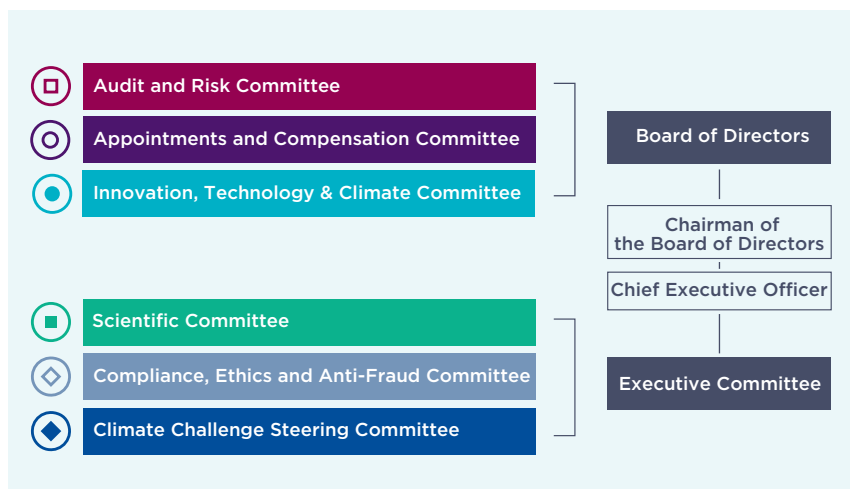 Audit and Risk Committee
Appointments and Compensation Committee
Innovation, Technology & Climate Committee
Board of Directors
Chairman of
the Board of Directors
Chief Executive Officer
Scientific Committee
Compliance, Ethics and Anti-Fraud Committee
Climate Challenge Steering Committee
Executive Committee